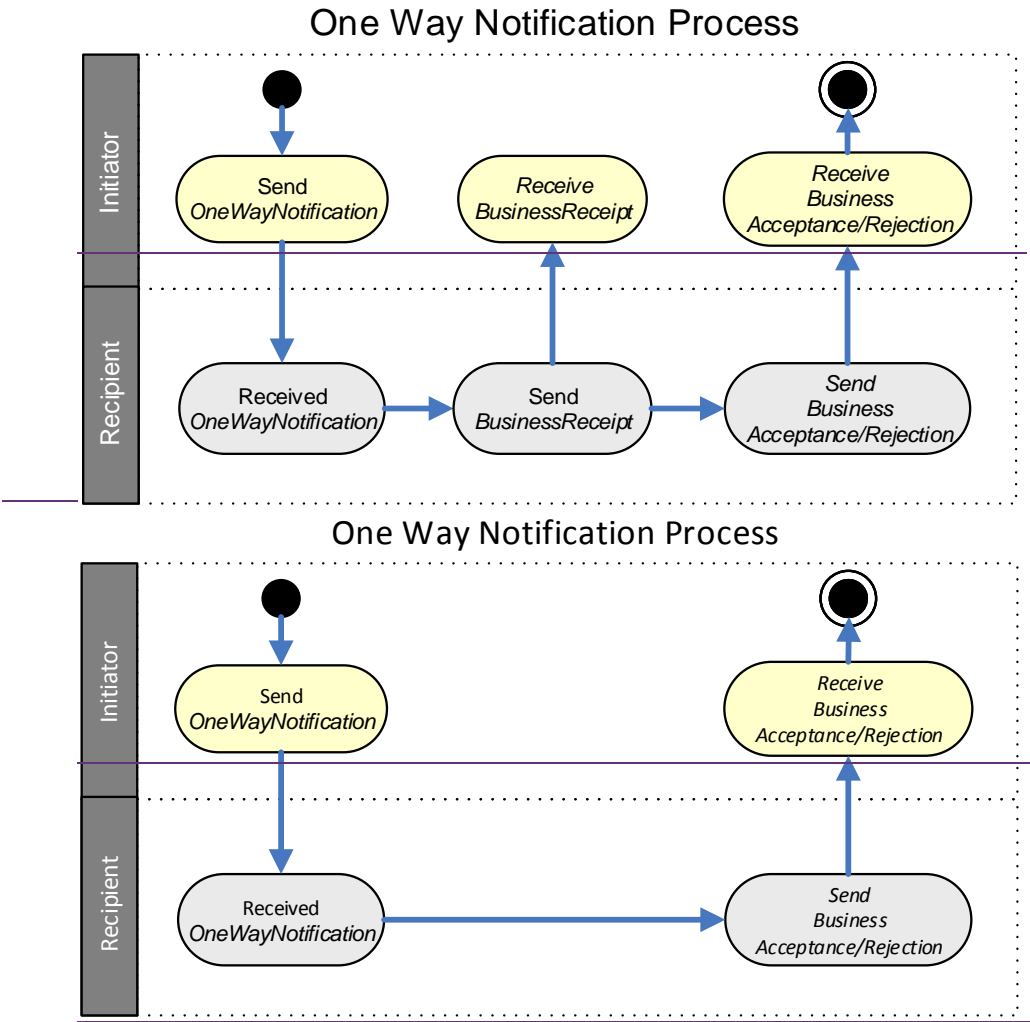 One Way Notification Process
Initiator
Send
OneWayNotification
Receive
BusinessReceipt
Receive
Business
Acceptance/Rejection
Recipient
Received
OneWayNotification
Send
BusinessReceipt
Send
Business
Acceptance/Rejection
One Way Notification Process
Initiator
Send
OneWayNotification
Receive
Business
Acceptance/Rejection
Recipient
Received
OneWayNotification
Send
Business
Acceptance/Rejection